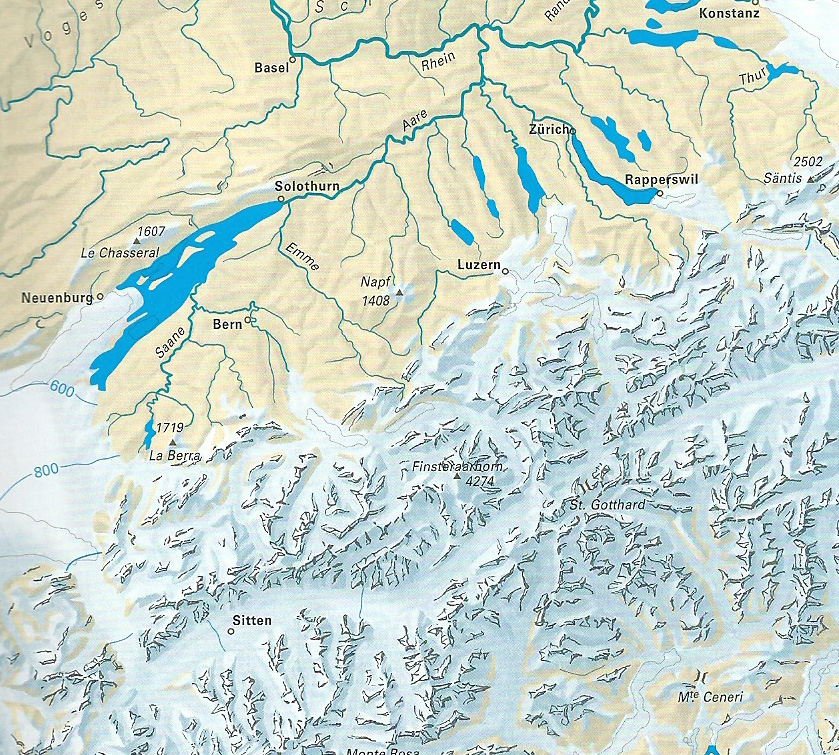 Konstanz
Vogesen
Basel
Rhein
Thur
Aare
Zürich
2502
Säntis
Rapperswil
Solothurn
1607
Le Chasseral
Emme
Luzern
Napf
1408
Neuenburg
Bern
Saane
600
1719
La Berra
800
Finsteraarhorn
4274
St. Gotthard
Sitten
Mte Ceneri
Monte Rosa